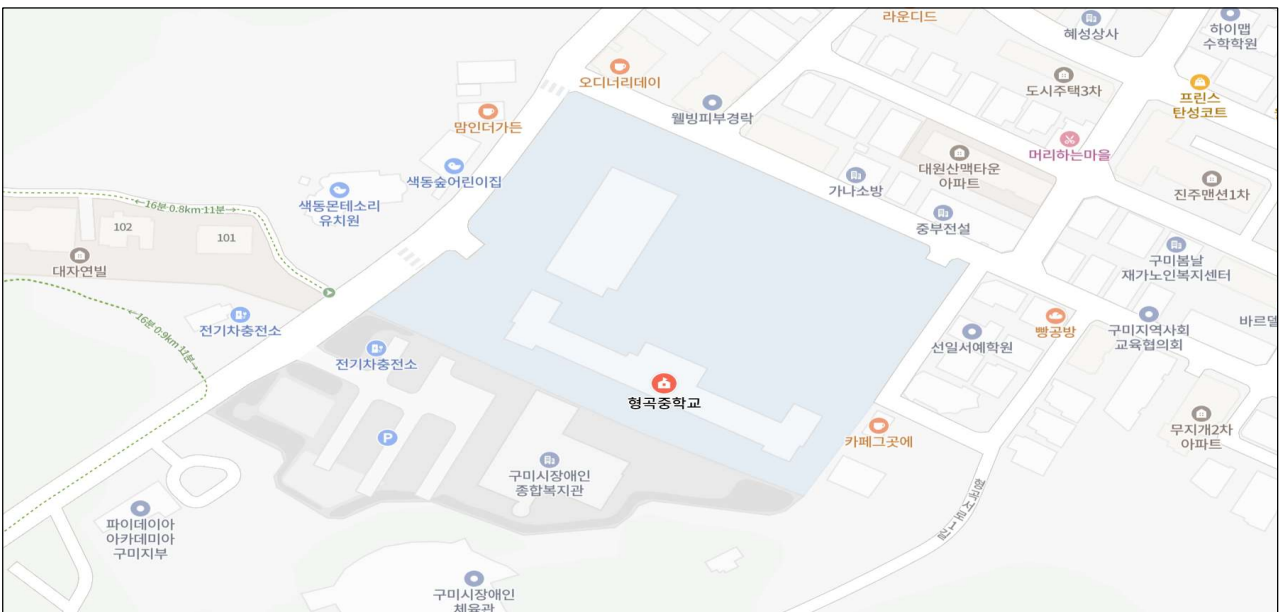 라운디드
혜성상사
하이맵
수학학원
오디너리데이
도시주택3차
프린스
탄성코트
맘인더가든
웰빙피부경락
머리하는마을
색동숲어린이집
대원산맥타운
아파트
가나소방
진주맨션1차
색동몬테소리
유치원
←16분 0.8km 11분→
중부전설
102
101
대자연빌
구미봄날
재가노인복지센터
←16분 0.9km 11분→
전기차충전소
전기차충전소
선일서예학원
빵공방
구미지역사회
교육협의회
바르델
형곡중학교
P
카페그곳에
무지개2차
아파트
구미시장애인
종합복지관
형곡서로1길
파이데이아
아카데미아
구미지부
구미시장애인
체육관